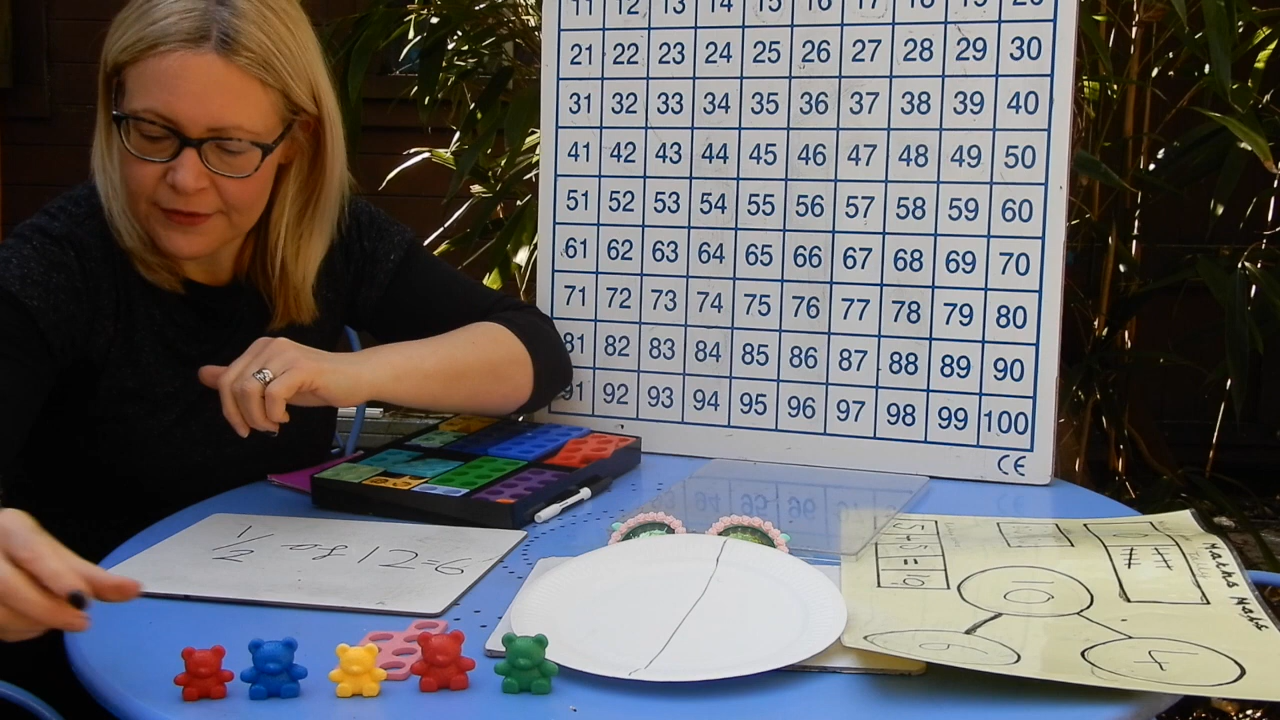 11 12 13 14 15 16 17 18 19 20
21 22 23 24 25 26 27 28 29 30
31 32 33 34 35 36 37 38 39 40
41 42 43 44 45 46 47 48 49 50
51 52 53 54 55 56 57 58 59 60
61 62 63 64 65 66 67 68 69 70
71 72 73 74 75 76 77 78 79 80
81 82 83 84 85 86 87 88 89 90
91 92 93 94 95 96 97 98 99 100
CE
1/2 of 12=6
Maths Mats
10
6
4